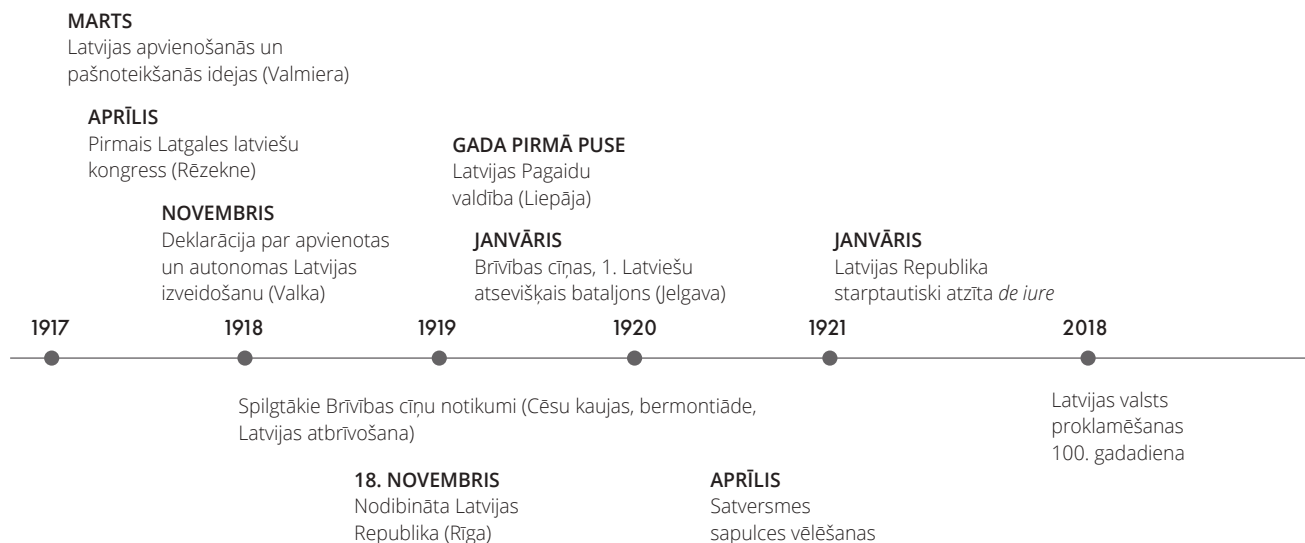 MARTS
Latvijas apvienošanās un
pašnoteikšanās idejas (Valmiera)
APRĪLIS
Pirmais Latgales latviešu
kongress (Rēzekne)
NOVEMBRIS
Deklarācija par apvienotas
un autonomas Latvijas
izveidošanu (Valka)
GADA PIRMĀ PUSE
Latvijas Pagaidu
valdība (Liepāja)
JANVĀRIS
Brīvības cīņas, 1. Latviešu
atsevišķais bataljons (Jelgava)
JANVĀRIS
Latvijas Republika
starptautiski atzīta de iure
1917 1918 1919 1920 1921 2018
Spilgtākie Brīvības cīņu notikumi (Cēsu kaujas, bermontiāde,
Latvijas atbrīvošana)
18. NOVEMBRIS
Nodibināta Latvijas
Republika (Rīga)
APRĪLIS
Satversmes
sapulces vēlēšanas
Latvijas valsts
proklamēšanas
100. gadadiena